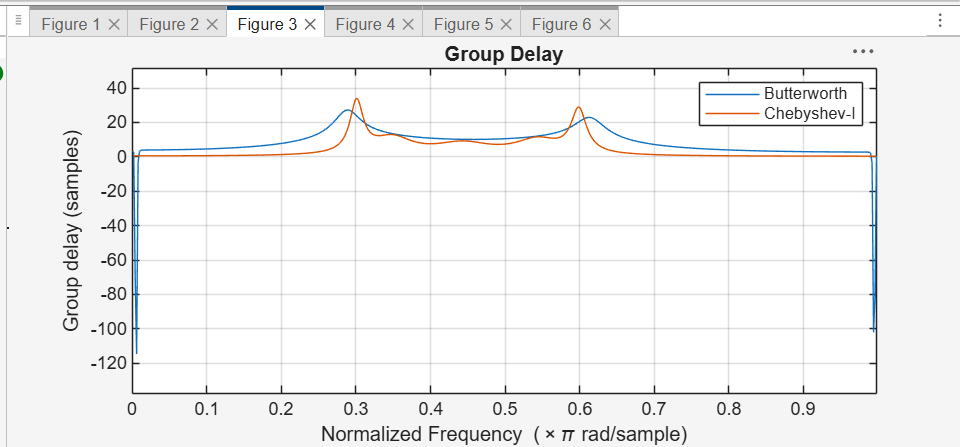 Figure 1 × Figure 2 × Figure 3 × Figure 4 × Figure 5 × Figure 6 ×
Group Delay
Butterworth
Chebyshev-I
Group delay (samples)
40
20
0
-20
-40
-60
-80
-100
-120
0 0.1 0.2 0.3 0.4 0.5 0.6 0.7 0.8 0.9
Normalized Frequency (× π rad/sample)